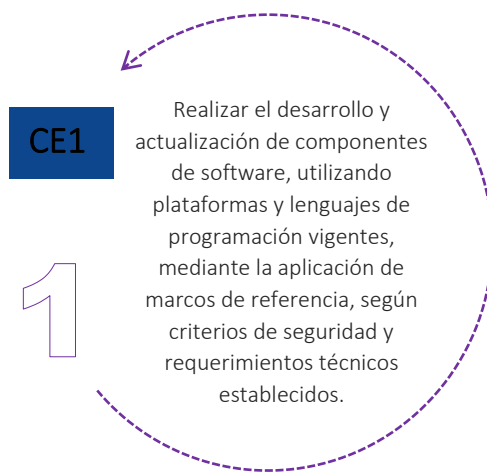 CE1
1
Realizar el desarrollo y
actualización de componentes
de software, utilizando
plataformas y lenguajes de
programación vigentes,
mediante la aplicación de
marcos de referencia, según
criterios de seguridad y
requerimientos técnicos
establecidos.